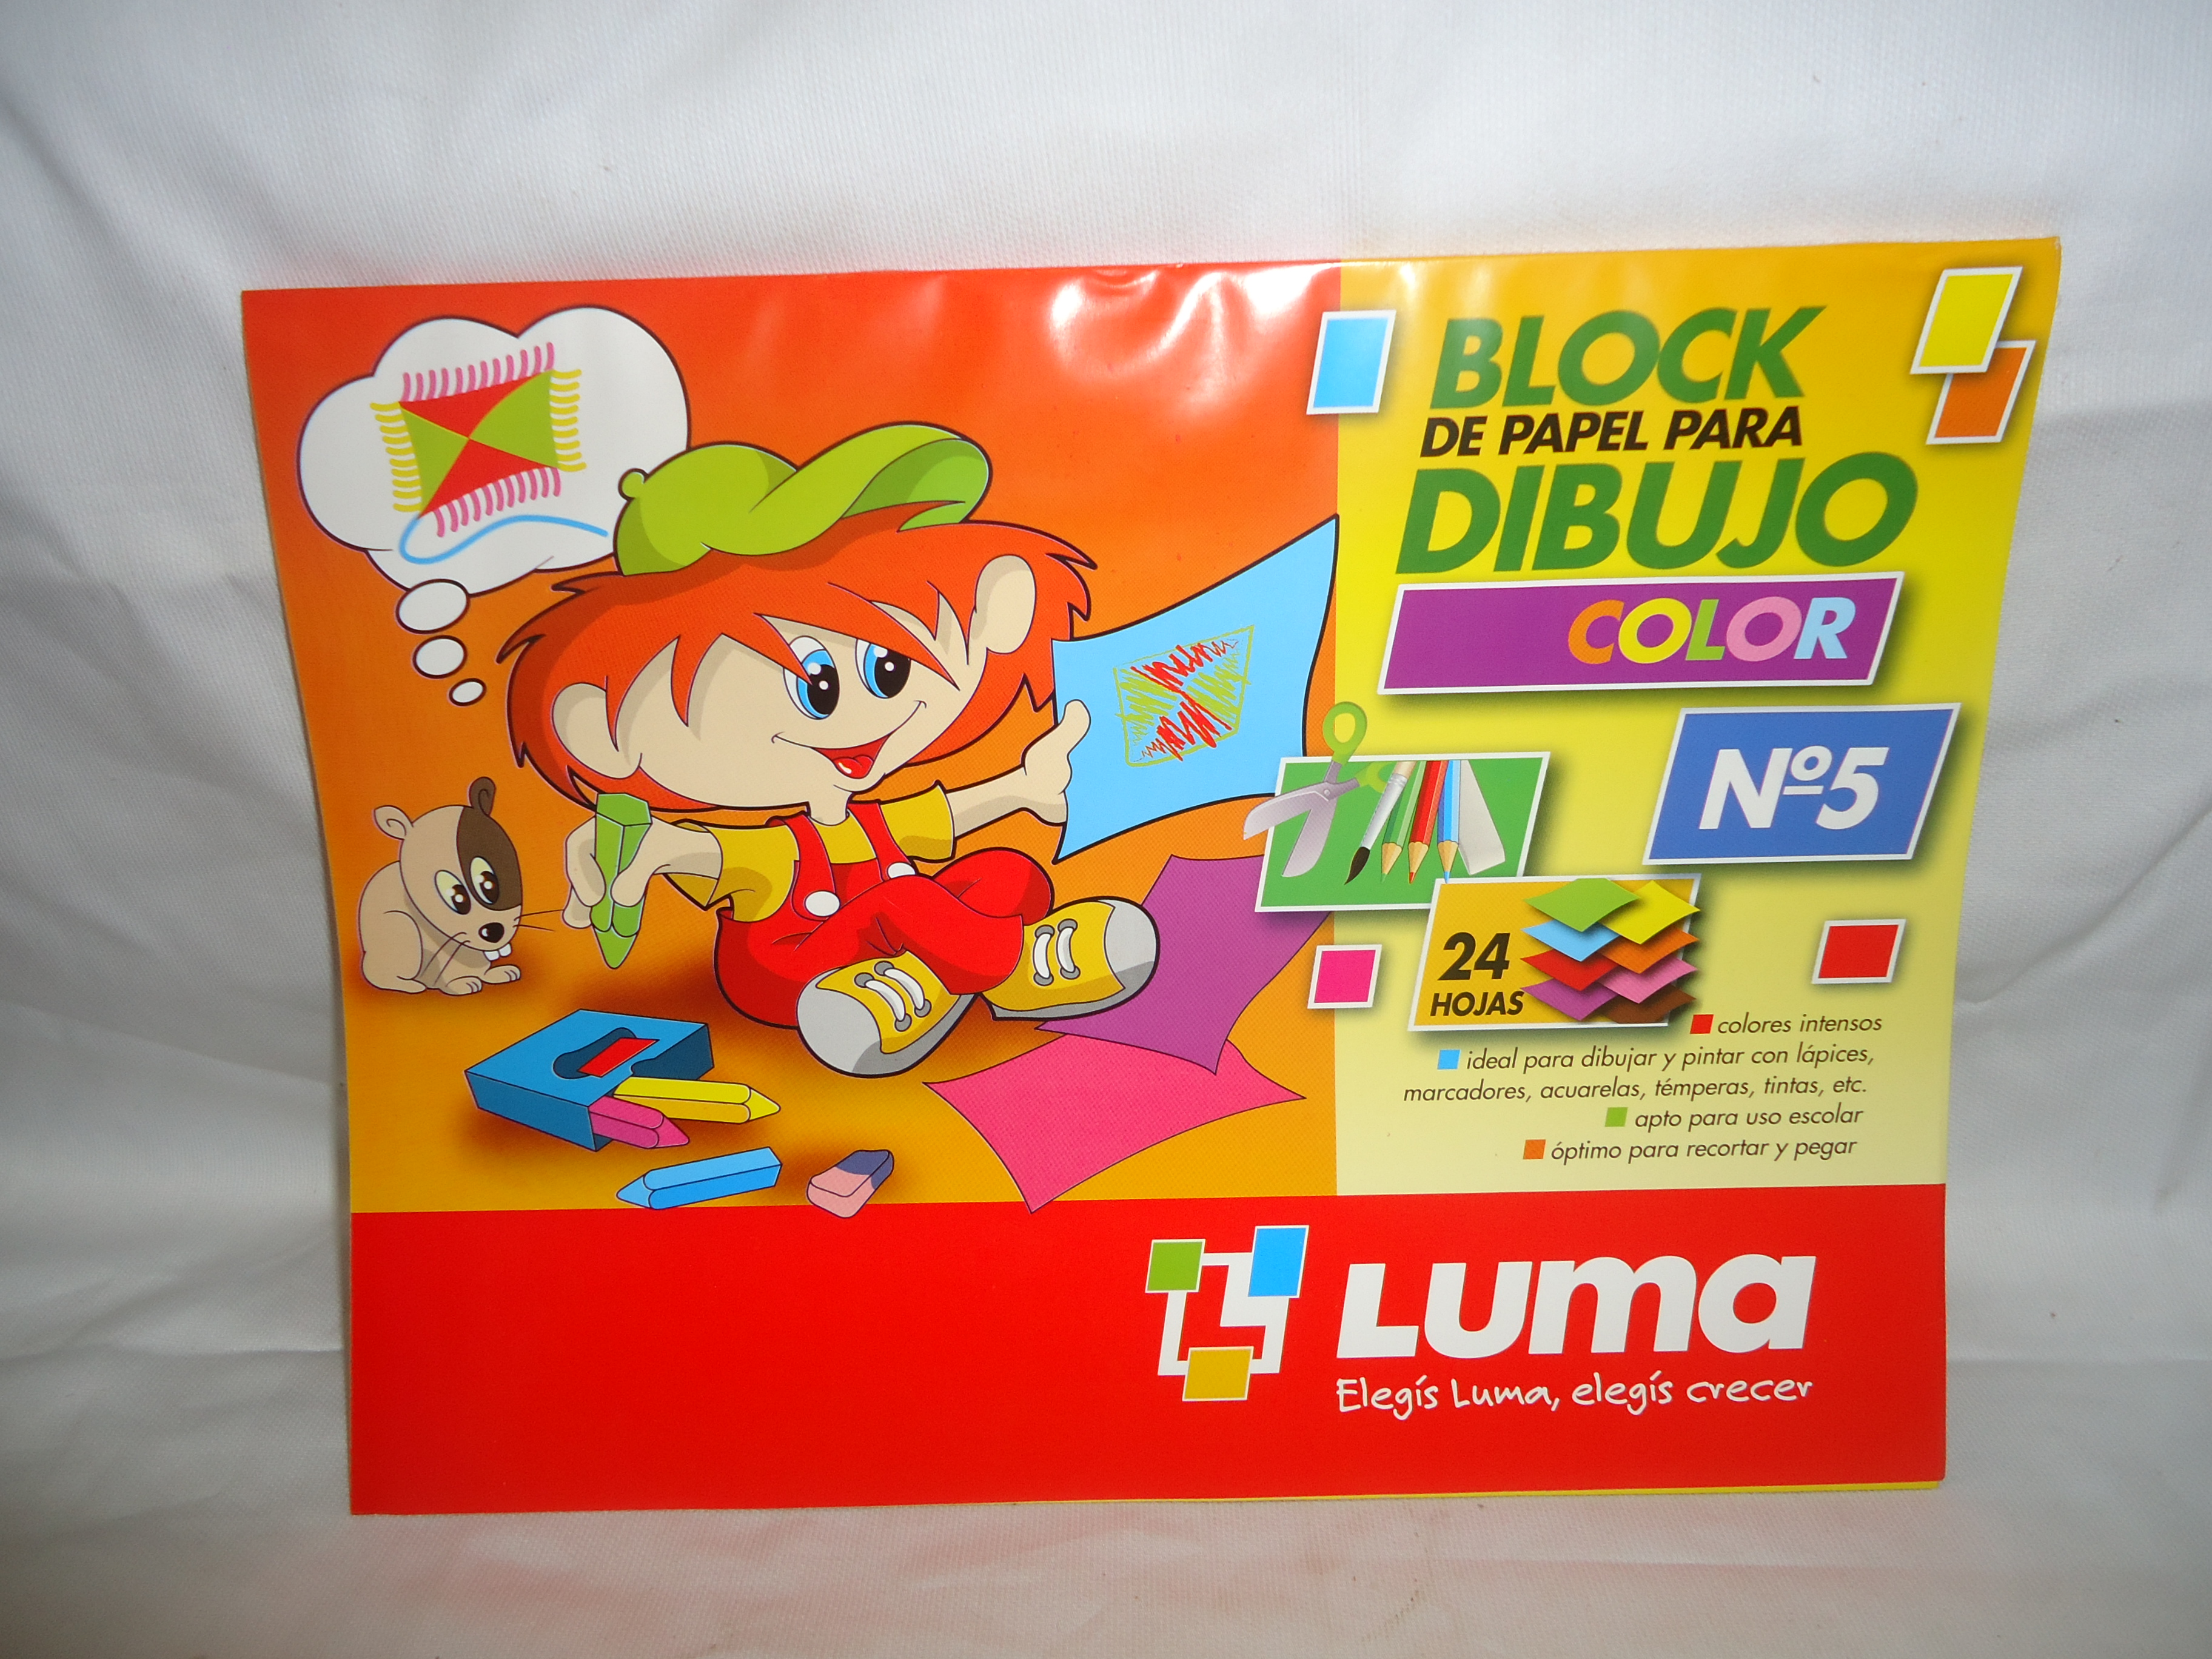 BLOCK
DE PAPEL PARA
DIBUJO
COLOR
Nº5
24
HOJAS
colores intensos
ideal para dibujar y pintar con lápices,
marcadores, acuarelas, témperas, tintas, etc.
apto para uso escolar
óptimo para recortar y pegar
Luma
Elegís Luma, elegís crecer